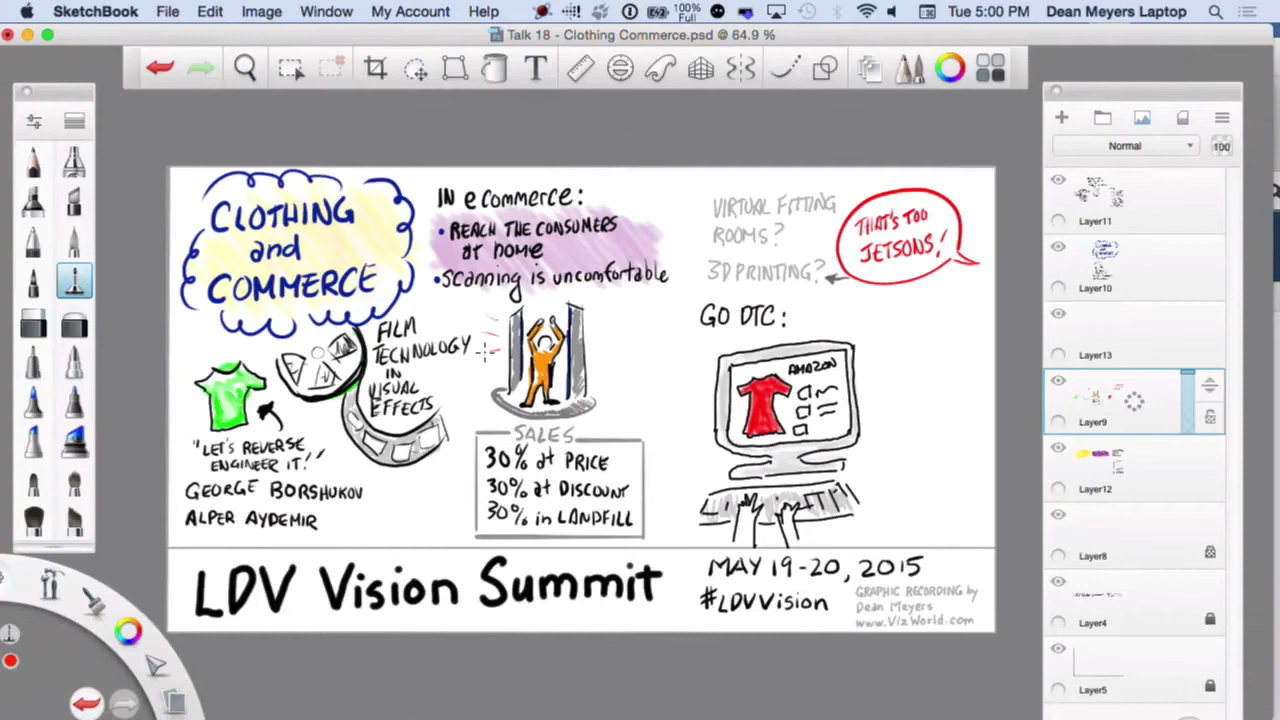 SketchBook File Edit Image Window My Account Help 100% Full Tue 5:00 PM Dean Meyers Laptop
Talk 18 - Clothing Commerce.psd @ 64.9 %
Normal
100
Layer11
Layer10
Layer13
Layer9
Layer12
Layer8
Layer4
Layer5
CLOTHING
and
COMMERCE
IN eCommerce:
• REACH THE CONSUMERS
at home
• Scanning is uncomfortable
VIRTUAL FITTING
ROOMS?
3D PRINTING?
THAT'S TOO
JETSONS!
FILM
TECHNOLOGY
IN
VISUAL
EFFECTS
"LET'S REVERSE
ENGINEER IT!"
GEORGE BORSHUKOV
ALPER AYDEMIR
SALES
30% at PRICE
30% at DISCOUNT
30% in LANDFILL
GO DTC:
AMAZON
LDV Vision Summit
MAY 19-20, 2015
#LDVVision
GRAPHIC RECORDING by
Dean Meyers
www.VizWorld.com